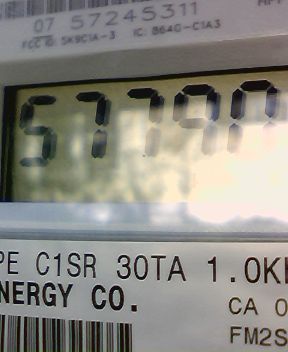 07 57245311
FCC ID: SK9C1A-3 IC: 864G-C1A3
5779
PE C1SR 30TA 1.0K
NERGY CO.
CA 0
FM2S